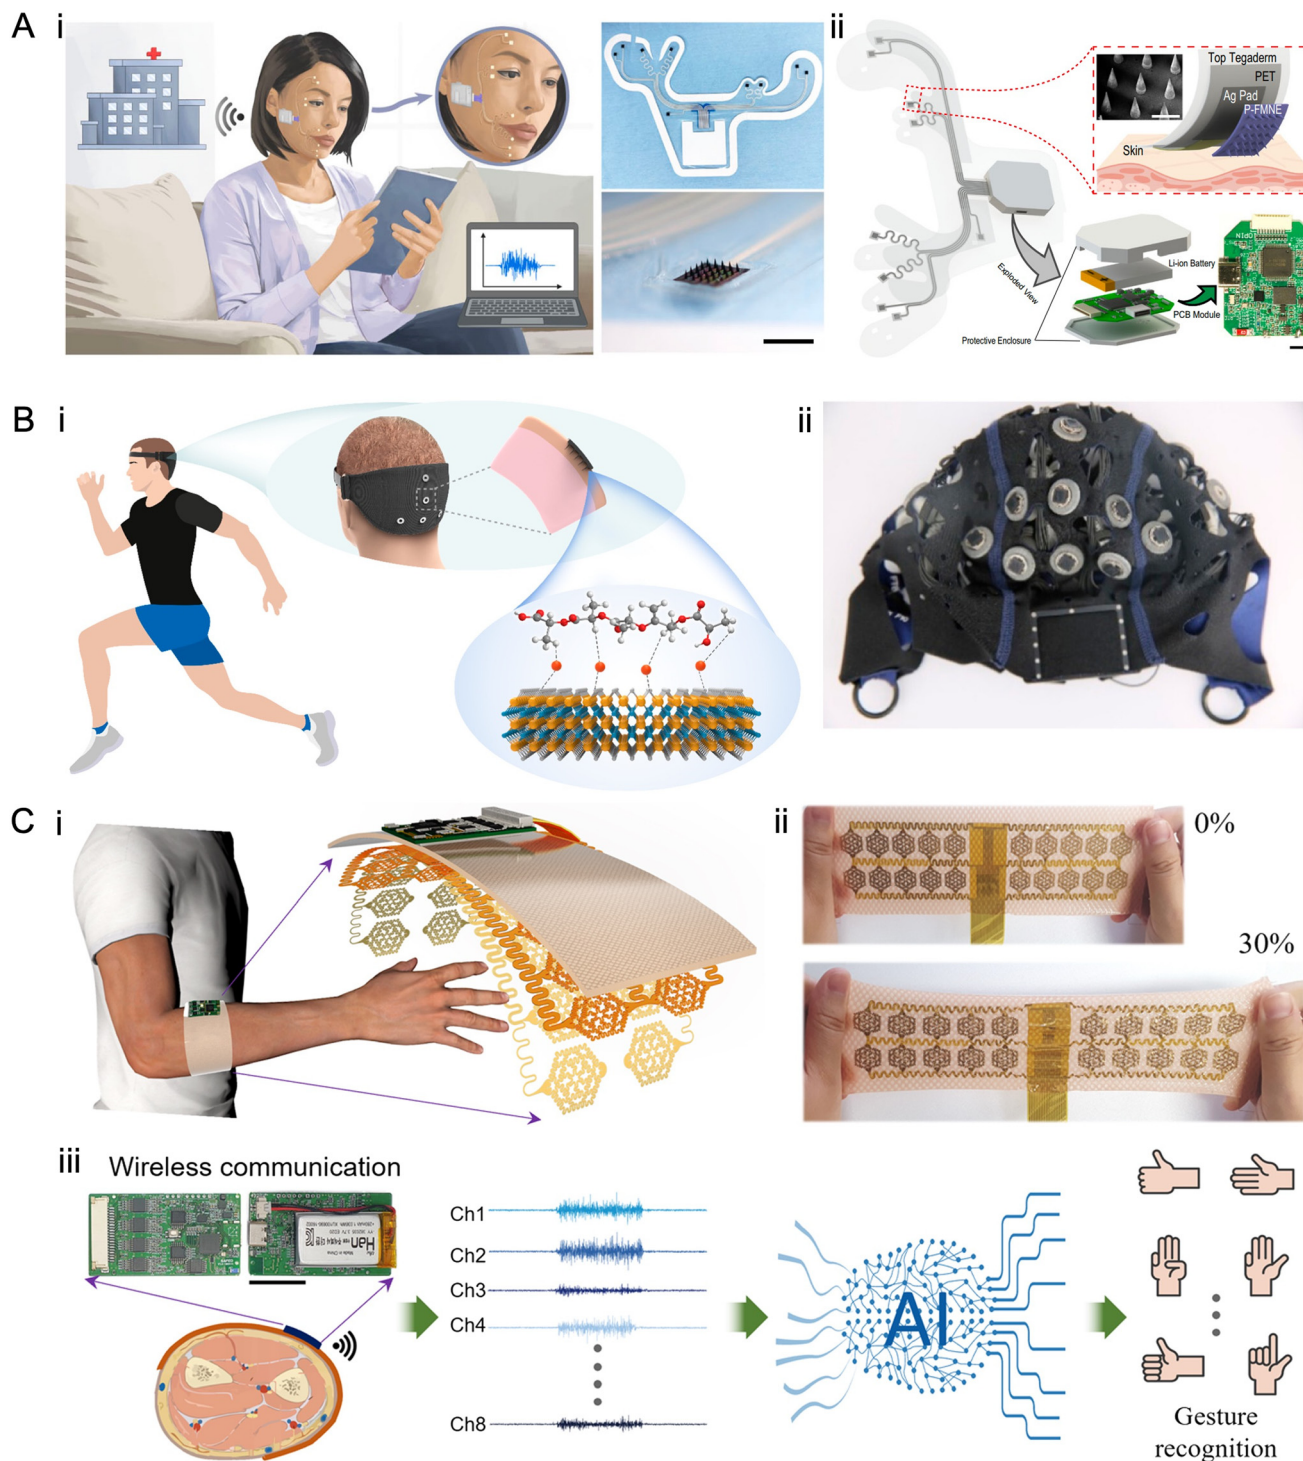 A i
ii
Top Tegaderm
PET
Ag Pad
P-FMNE
Skin
Exploded View
Li-ion Battery
PCB Module
Protective Enclosure
B i
ii
C i
ii
0%
30%
iii
Wireless communication
Han
Ch1
Ch2
Ch3
Ch4
Ch8
AI
Gesture
recognition